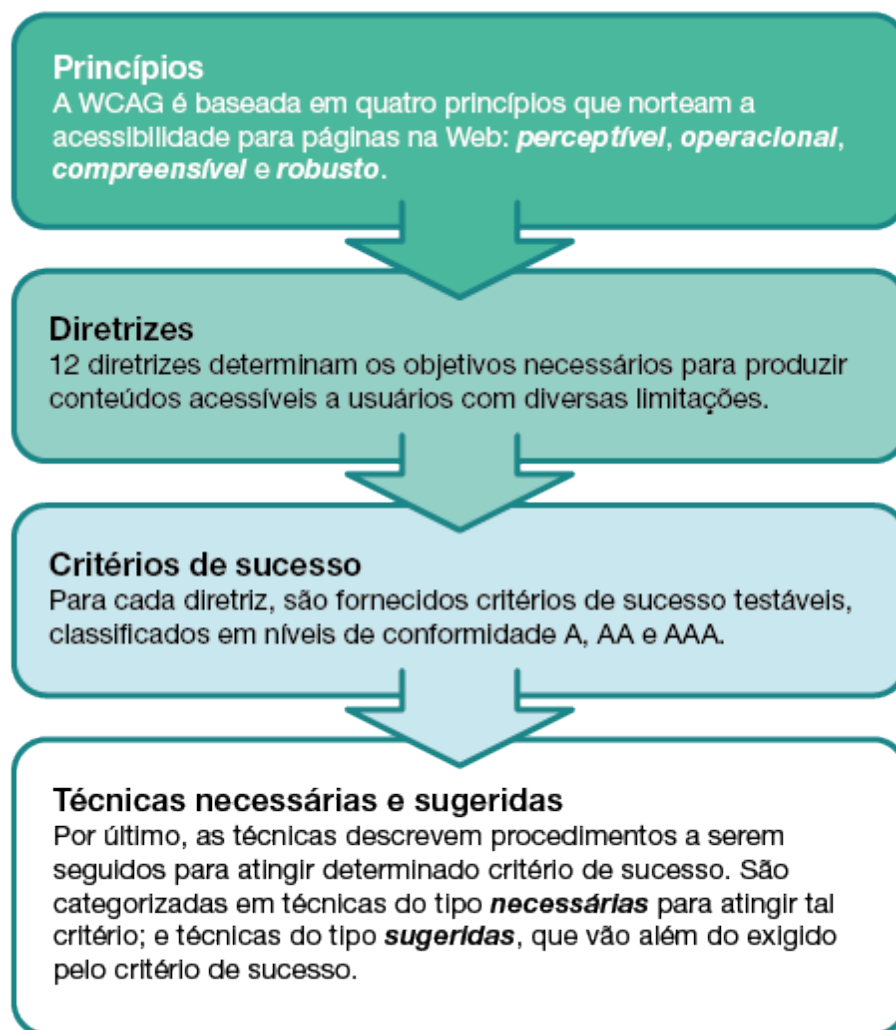 Princípios
A WCAG é baseada em quatro princípios que norteam a
acessibilidade para páginas na Web: perceptível, operacional,
compreensível e robusto.
Diretrizes
12 diretrizes determinam os objetivos necessários para produzir
conteúdos acessíveis a usuários com diversas limitações.
Critérios de sucesso
Para cada diretriz, são fornecidos critérios de sucesso testáveis,
classificados em níveis de conformidade A, AA e AAA.
Técnicas necessárias e sugeridas
Por último, as técnicas descrevem procedimentos a serem
seguidos para atingir determinado critério de sucesso. São
categorizadas em técnicas do tipo necessárias para atingir tal
critério; e técnicas do tipo sugeridas, que vão além do exigido
pelo critério de sucesso.